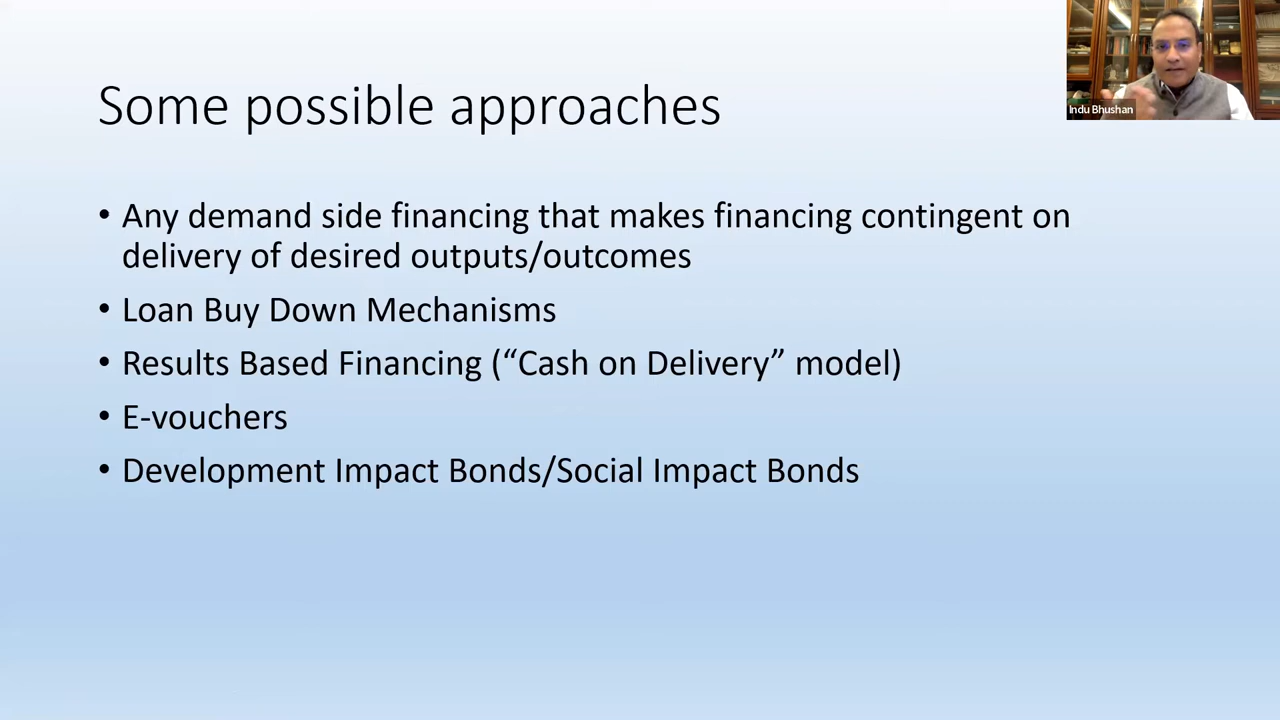 Some possible approaches
Indu Bhushan
• Any demand side financing that makes financing contingent on
delivery of desired outputs/outcomes
• Loan Buy Down Mechanisms
• Results Based Financing (“Cash on Delivery” model)
• E-vouchers
• Development Impact Bonds/Social Impact Bonds